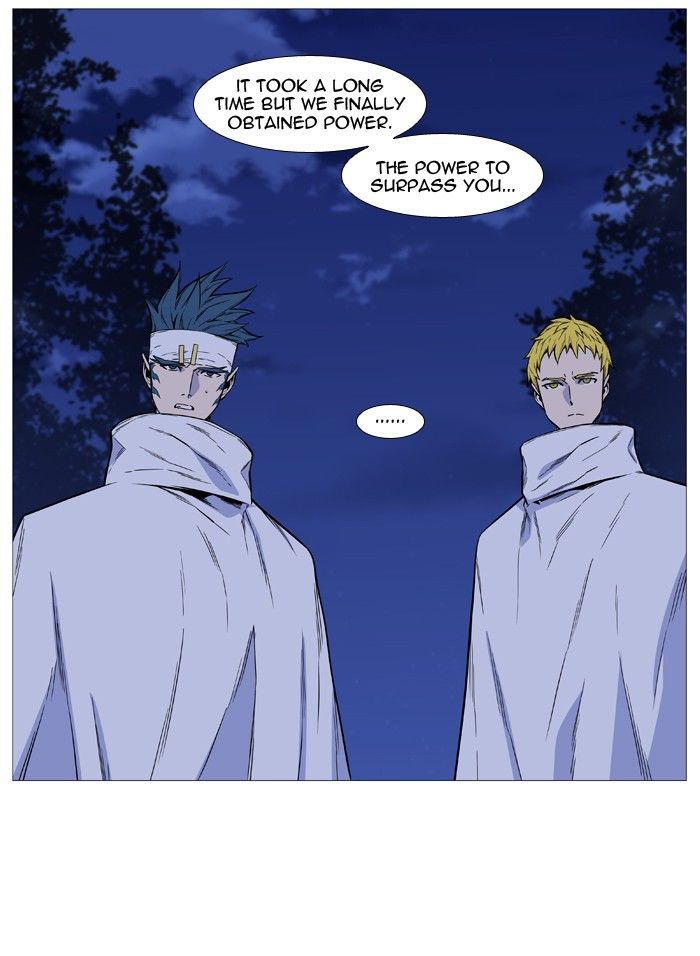 IT TOOK A LONG
TIME BUT WE FINALLY
OBTAINED POWER.
THE POWER TO
SURPASS YOU...
......